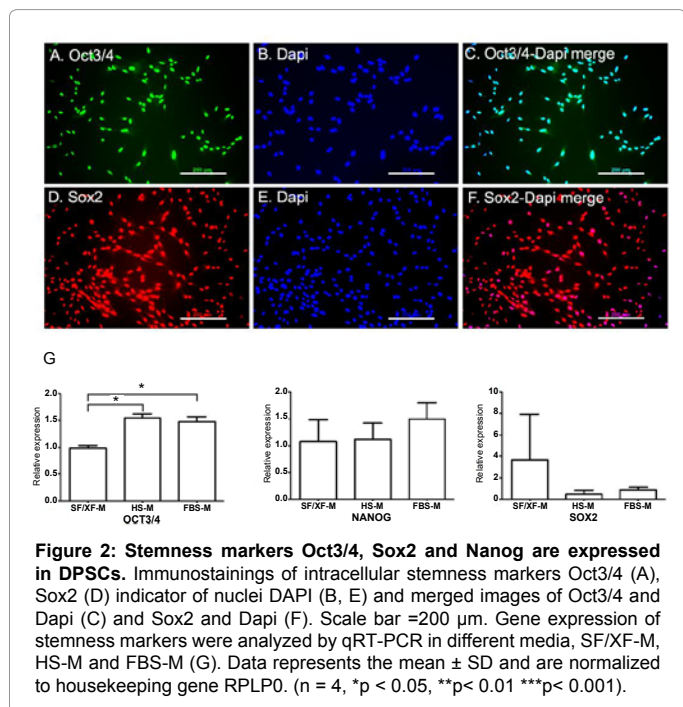 A. Oct3/4
B. Dapi
C. Oct3/4-Dapi merge
200 µm
D. Sox2
E. Dapi
F. Sox2-Dapi merge
G
*
*
Relative expression
2.0
1.5
1.0
0.5
0.0
SF/XF-M HS-M FBS-M
OCT3/4
Relative expression
2.0
1.5
1.0
0.5
0.0
SF/XF-M HS-M FBS-M
NANOG
Relative expression
10
8
6
4
2
0
SF/XF-M HS-M FBS-M
SOX2
Figure 2: Stemness markers Oct3/4, Sox2 and Nanog are expressed
in DPSCs. Immunostainings of intracellular stemness markers Oct3/4 (A),
Sox2 (D) indicator of nuclei DAPI (B, E) and merged images of Oct3/4 and
Dapi (C) and Sox2 and Dapi (F). Scale bar =200 µm. Gene expression of
stemness markers were analyzed by qRT-PCR in different media, SF/XF-M,
HS-M and FBS-M (G). Data represents the mean ± SD and are normalized
to housekeeping gene RPLP0. (n = 4, *p < 0.05, **p< 0.01 ***p< 0.001).